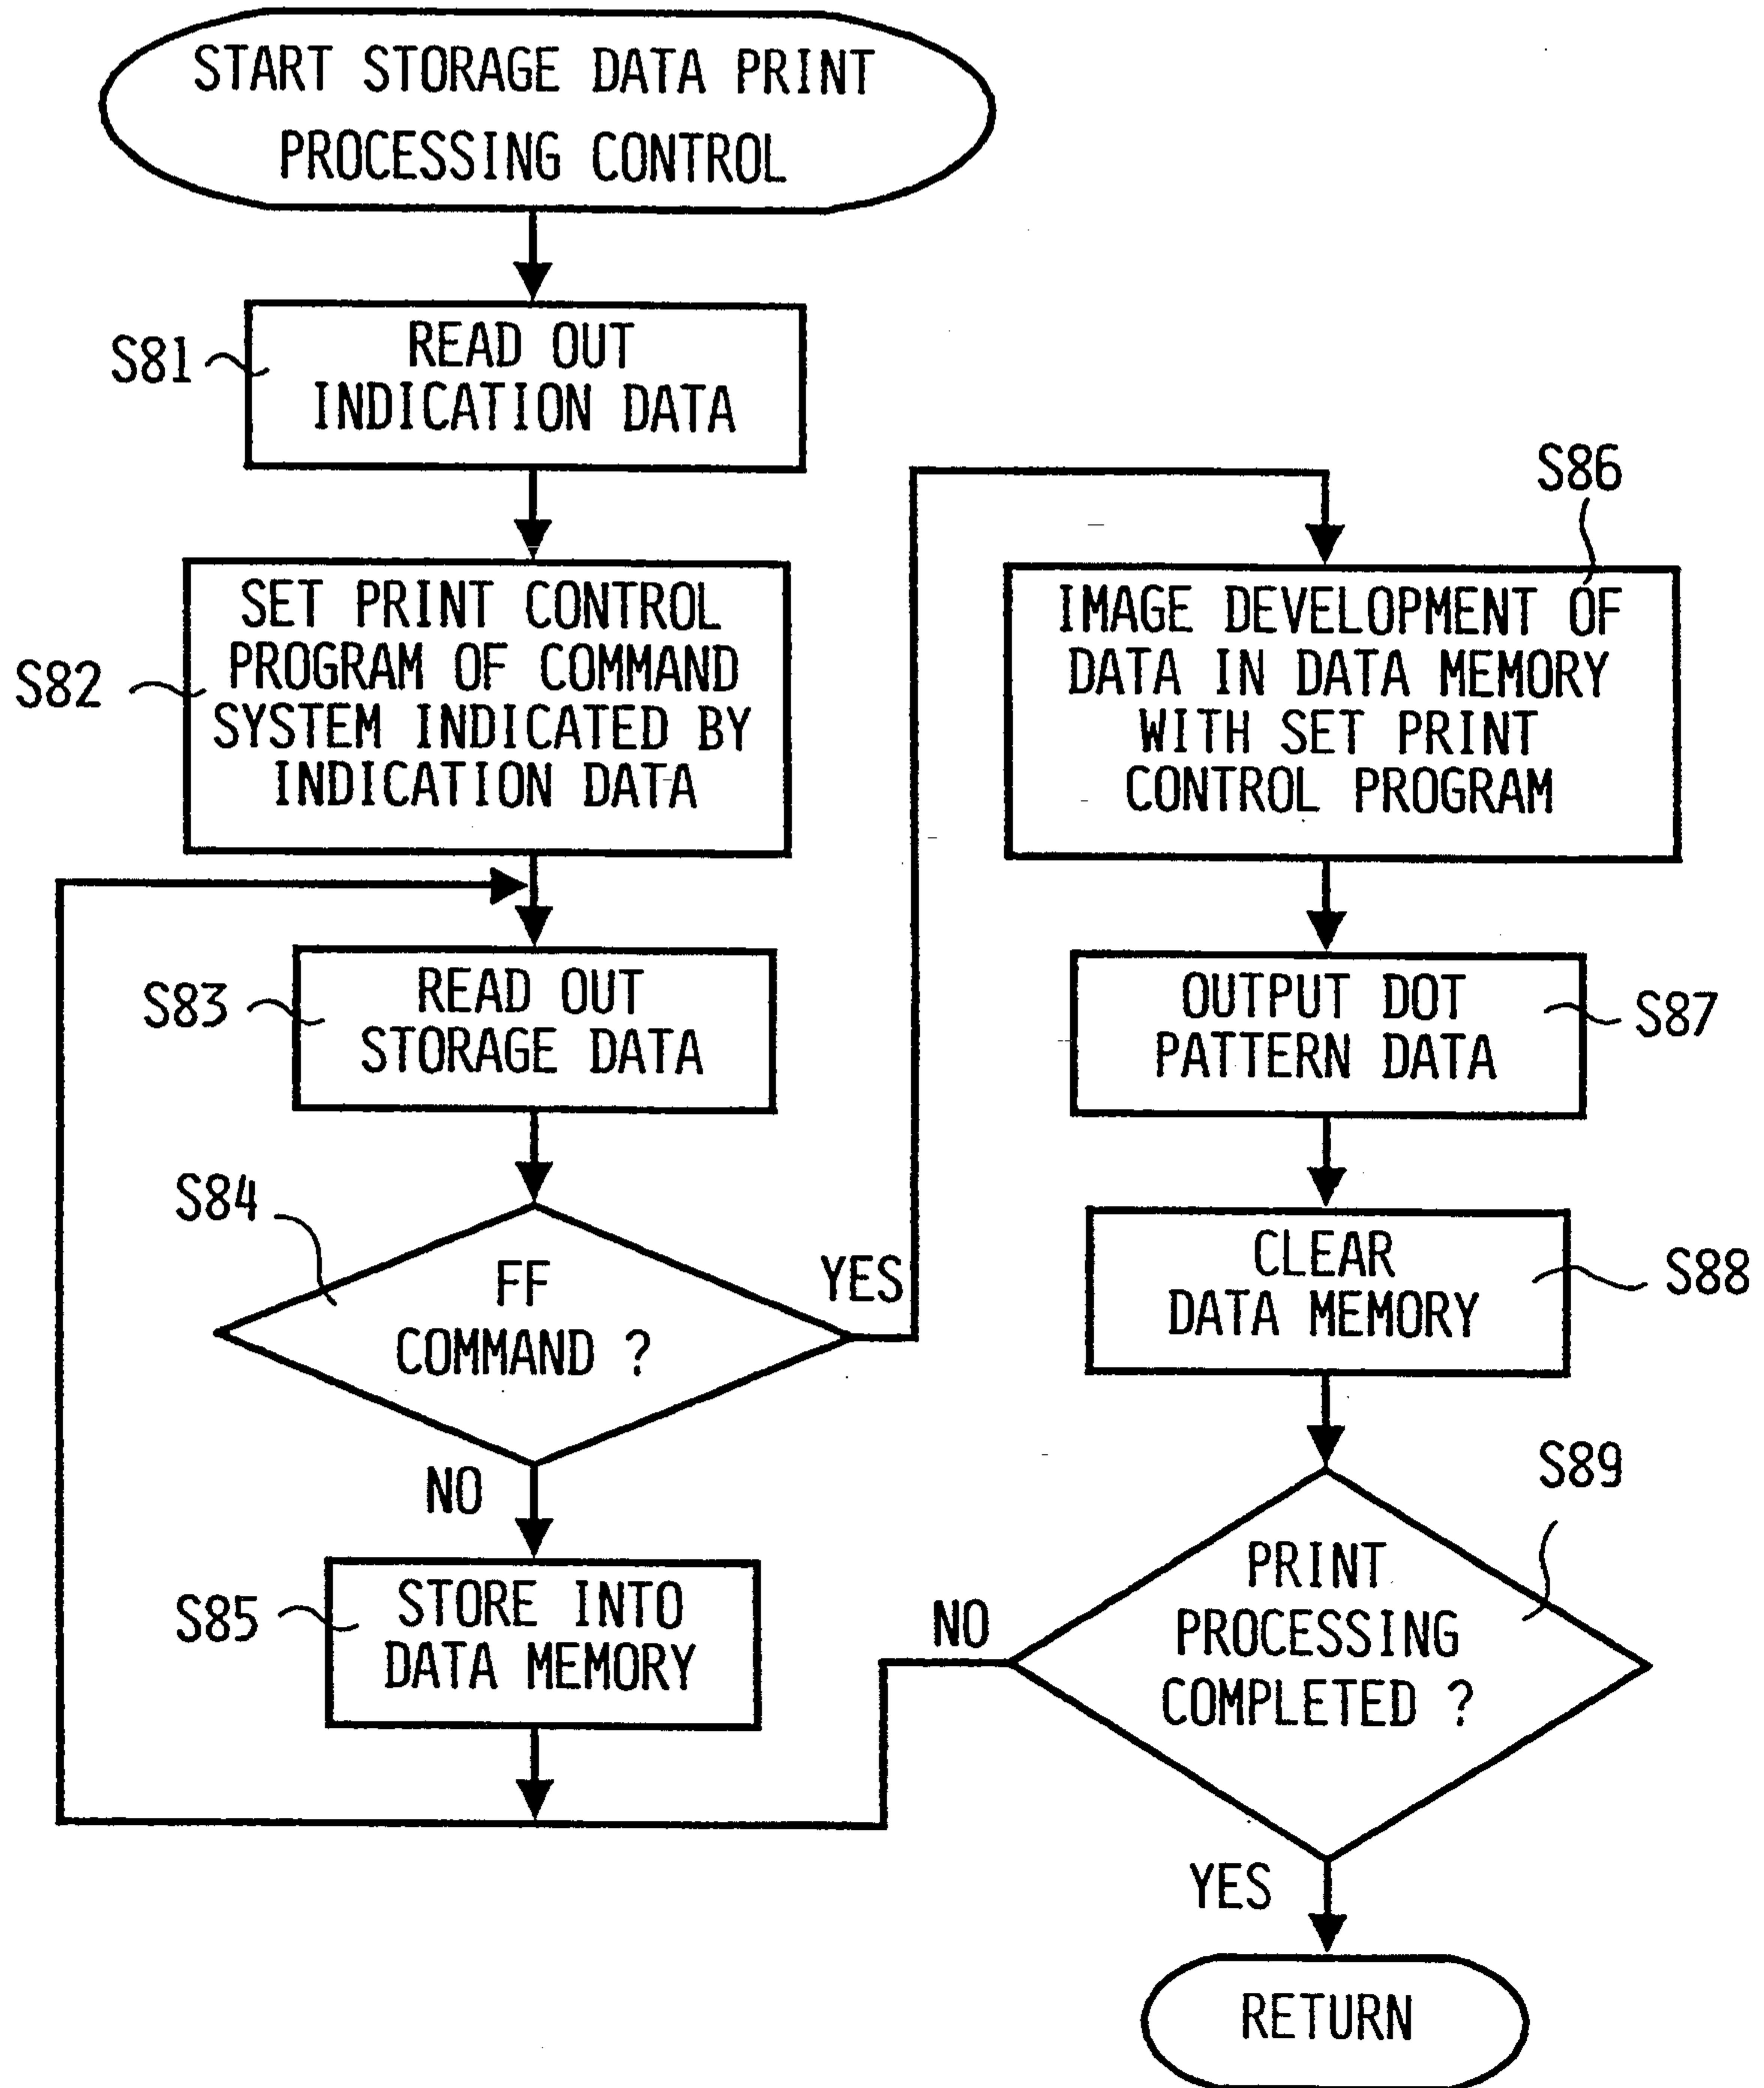 START STORAGE DATA PRINT
PROCESSING CONTROL
S81
READ OUT
INDICATION DATA
S82
SET PRINT CONTROL
PROGRAM OF COMMAND
SYSTEM INDICATED BY
INDICATION DATA
S83
READ OUT
STORAGE DATA
S84
FF
COMMAND ?
YES
NO
S85
STORE INTO
DATA MEMORY
S86
IMAGE DEVELOPMENT OF
DATA IN DATA MEMORY
WITH SET PRINT
CONTROL PROGRAM
OUTPUT DOT
PATTERN DATA
S87
CLEAR
DATA MEMORY
S88
S89
PRINT
PROCESSING
COMPLETED ?
NO
YES
RETURN